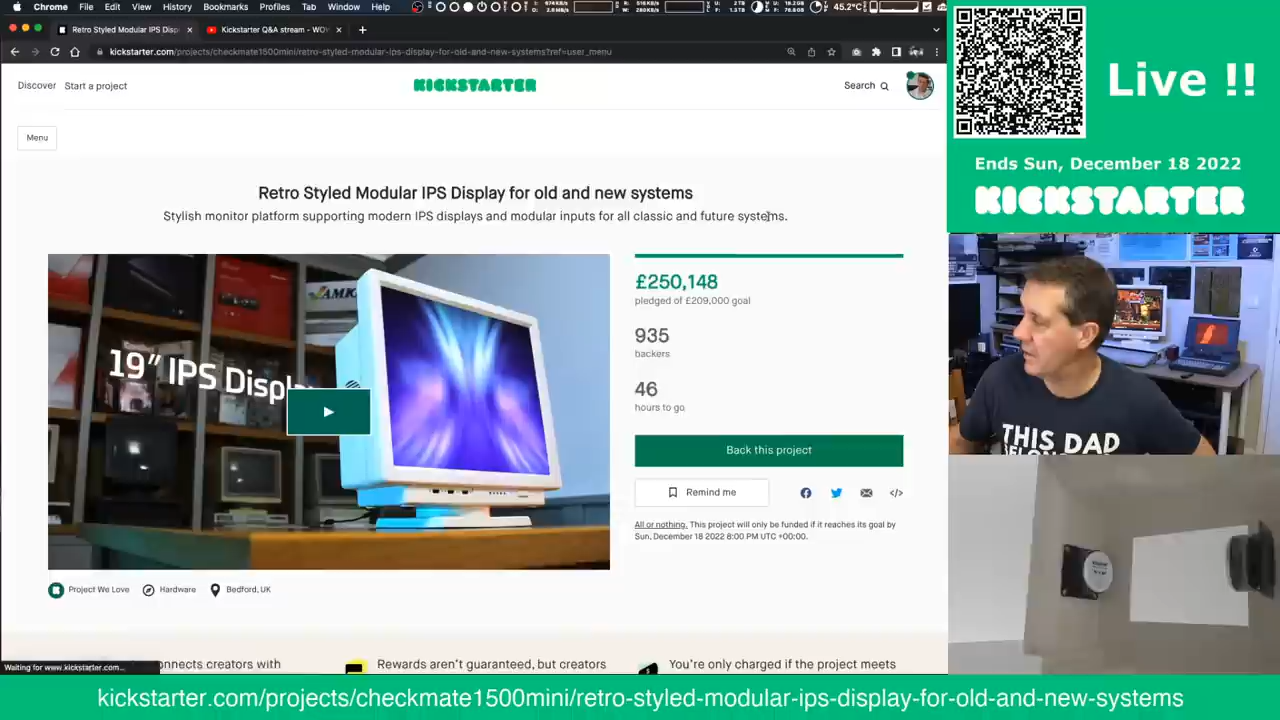 Chrome File Edit View History Bookmarks Profiles Tab Window Help
45.2°C
Retro Styled Modular IPS Displ
Kickstarter Q&A stream - WOW
kickstarter.com/projects/checkmate1500mini/retro-styled-modular-ips-display-for-old-and-new-systems?ref=user_menu
Discover Start a project
KICKSTARTER
Search
Menu
Retro Styled Modular IPS Display for old and new systems
Stylish monitor platform supporting modern IPS displays and modular inputs for all classic and future systems.
19” IPS Display
£250,148
pledged of £209,000 goal
935
backers
46
hours to go
Back this project
Remind me
All or nothing. This project will only be funded if it reaches its goal by
Sun, December 18 2022 8:00 PM UTC +00:00.
Project We Love Hardware Bedford, UK
onnects creators with
Rewards aren’t guaranteed, but creators
You’re only charged if the project meets
Waiting for www.kickstarter.com...
Live !!
Ends Sun, December 18 2022
KICKSTARTER
THIS DAD
kickstarter.com/projects/checkmate1500mini/retro-styled-modular-ips-display-for-old-and-new-systems